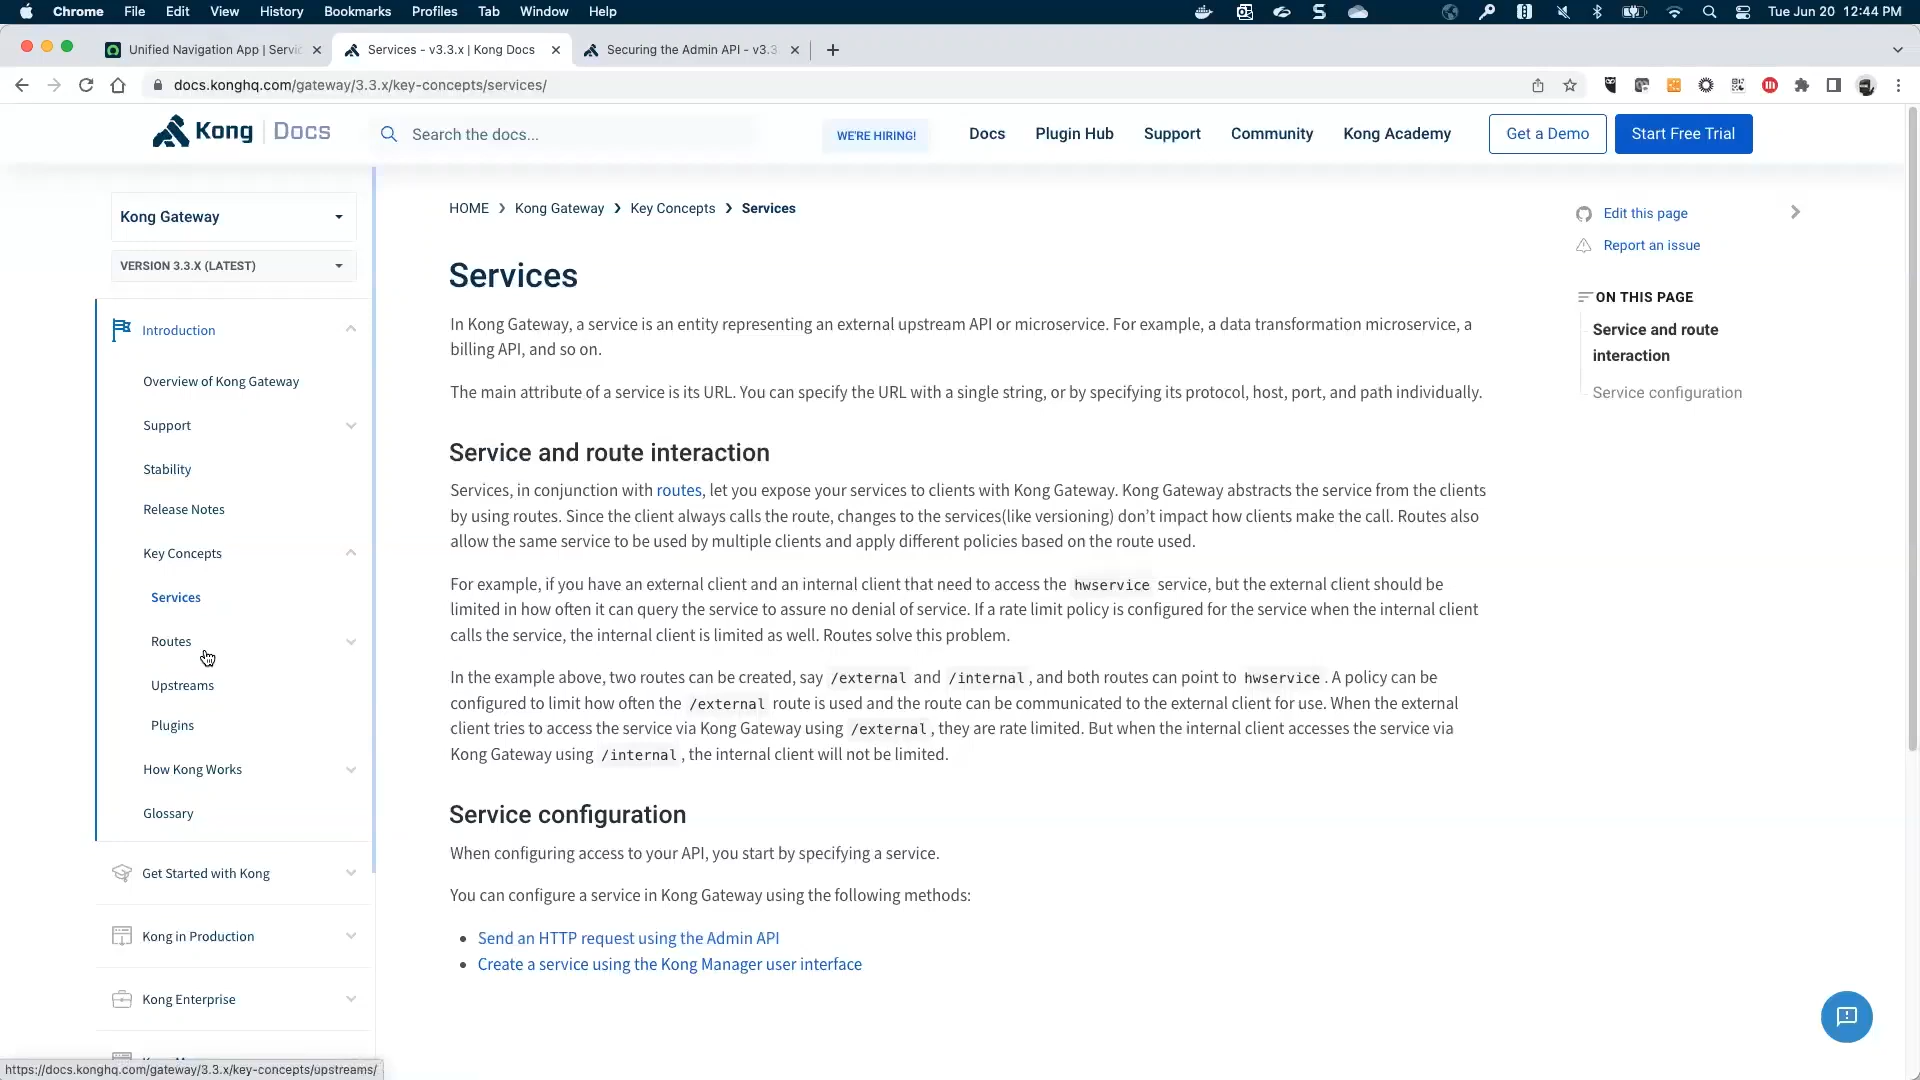 Chrome File Edit View History Bookmarks Profiles Tab Window Help
Tue Jun 20 12:44 PM
Unified Navigation App | Servic
Services - v3.3.x | Kong Docs
Securing the Admin API - v3.3
docs.konghq.com/gateway/3.3.x/key-concepts/services/
Kong | Docs
Search the docs...
WE'RE HIRING!
Docs
Plugin Hub
Support
Community
Kong Academy
Get a Demo
Start Free Trial
Kong Gateway
VERSION 3.3.X (LATEST)
Introduction
Overview of Kong Gateway
Support
Stability
Release Notes
Key Concepts
Services
Routes
Upstreams
Plugins
How Kong Works
Glossary
Get Started with Kong
Kong in Production
Kong Enterprise
https://docs.konghq.com/gateway/3.3.x/key-concepts/upstreams/
HOME > Kong Gateway > Key Concepts > Services
Services
In Kong Gateway, a service is an entity representing an external upstream API or microservice. For example, a data transformation microservice, a
billing API, and so on.
The main attribute of a service is its URL. You can specify the URL with a single string, or by specifying its protocol, host, port, and path individually.
Service and route interaction
Services, in conjunction with routes, let you expose your services to clients with Kong Gateway. Kong Gateway abstracts the service from the clients
by using routes. Since the client always calls the route, changes to the services(like versioning) don’t impact how clients make the call. Routes also
allow the same service to be used by multiple clients and apply different policies based on the route used.
For example, if you have an external client and an internal client that need to access the hwservice service, but the external client should be
limited in how often it can query the service to assure no denial of service. If a rate limit policy is configured for the service when the internal client
calls the service, the internal client is limited as well. Routes solve this problem.
In the example above, two routes can be created, say /external and /internal, and both routes can point to hwservice. A policy can be
configured to limit how often the /external route is used and the route can be communicated to the external client for use. When the external
client tries to access the service via Kong Gateway using /external, they are rate limited. But when the internal client accesses the service via
Kong Gateway using /internal, the internal client will not be limited.
Service configuration
When configuring access to your API, you start by specifying a service.
You can configure a service in Kong Gateway using the following methods:
• Send an HTTP request using the Admin API
• Create a service using the Kong Manager user interface
Edit this page
Report an issue
ON THIS PAGE
Service and route
interaction
Service configuration